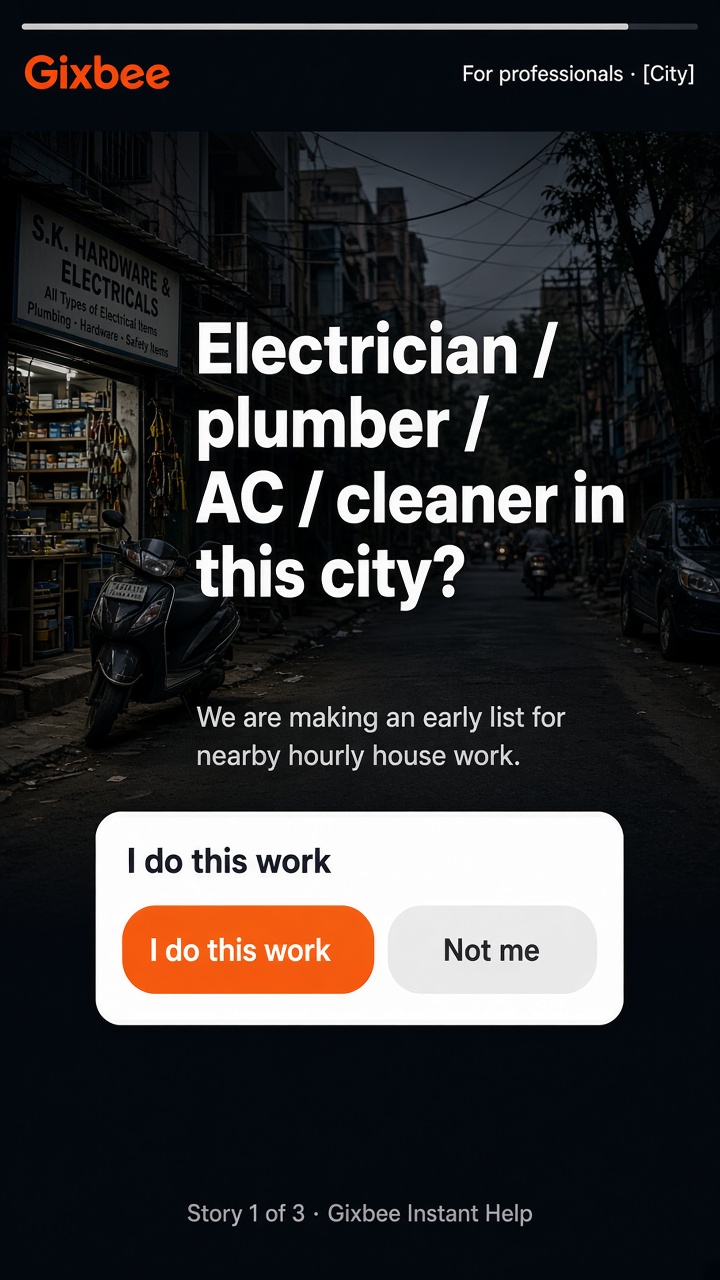 Gixbee
For professionals · [City]
S.K. HARDWARE &
ELECTRICALS
All Types of Electrical Items
Plumbing · Hardware · Safety Items
Electrician /
plumber /
AC / cleaner in
this city?
We are making an early list for
nearby hourly house work.
I do this work
I do this work
Not me
Story 1 of 3 · Gixbee Instant Help